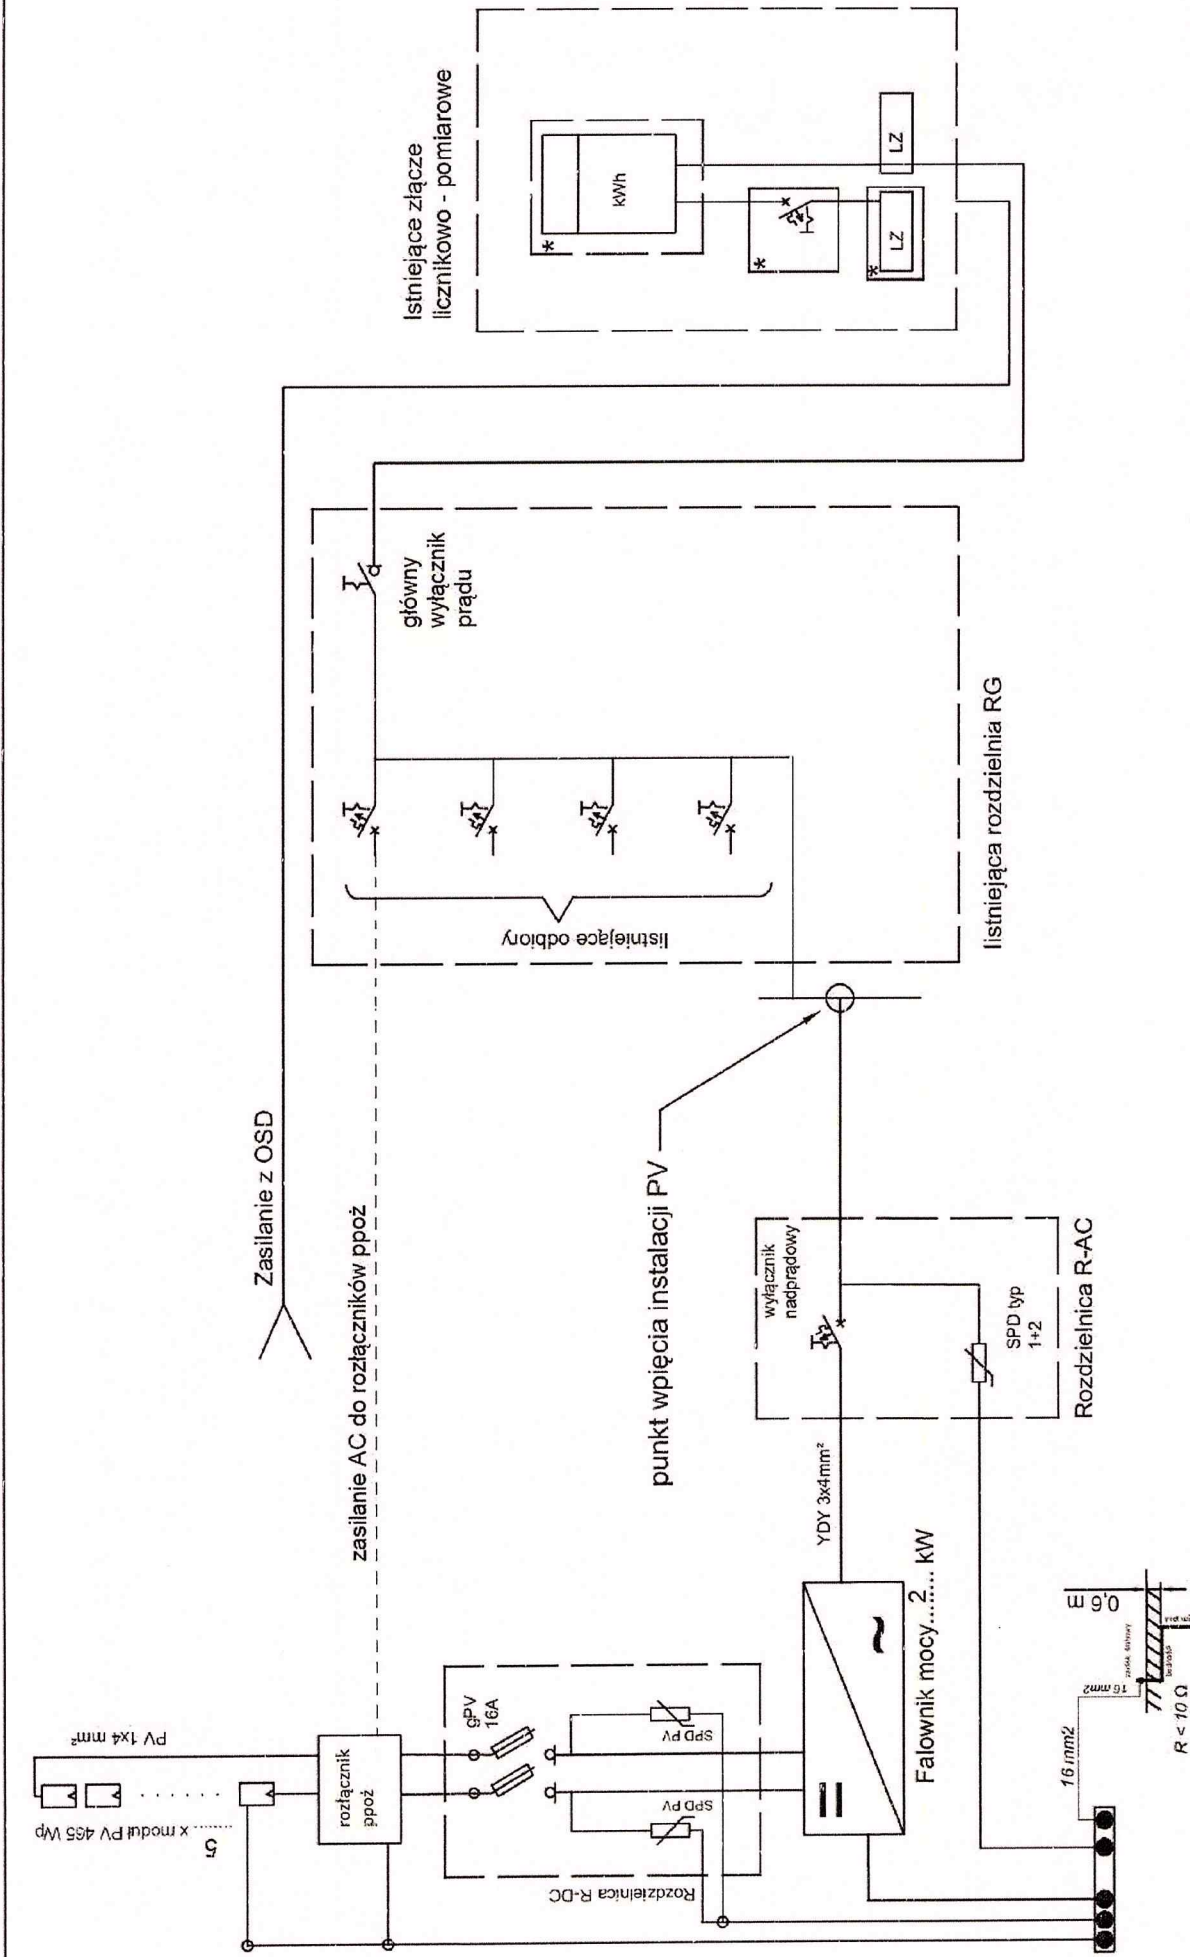 Istniejące złącze
licznikowo - pomiarowe
kWh
*
*
*
LZ
LZ
główny
wyłącznik
prądu
Iistniejące odbiory
Iistniejąca rozdzielnia RG
Zasilanie z OSD
zasilanie AC do rozłączników ppoż
punkt wpięcia instalacji PV
wyłącznik
nadprądowy
SPD typ
1+2
Rozdzielnica R-AC
YDY 3x4mm²
Falownik mocy...2.... kW
PV 1x4 mm²
5 ........ x moduł PV 465 Wp
rozłącznik
ppoż
gPV
16A
SPD PV
SPD PV
Rozdzielnica R-DC
16 mm2
16 mm2
0,6 m
bednarka
R < 10 Ω